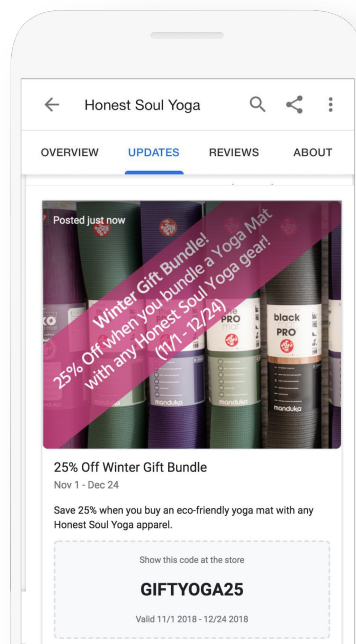 Honest Soul Yoga
OVERVIEW UPDATES REVIEWS ABOUT
Posted just now
Winter Gift Bundle!
25% Off when you bundle a Yoga Mat
with any Honest Soul Yoga gear!
(11/1 - 12/24)
PRO
black
PRO
manduka
manduka
manduka
manduka
25% Off Winter Gift Bundle
Nov 1 - Dec 24
Save 25% when you buy an eco-friendly yoga mat with any
Honest Soul Yoga apparel.
Show this code at the store
GIFTYOGA25
Valid 11/1 2018 - 12/24 2018